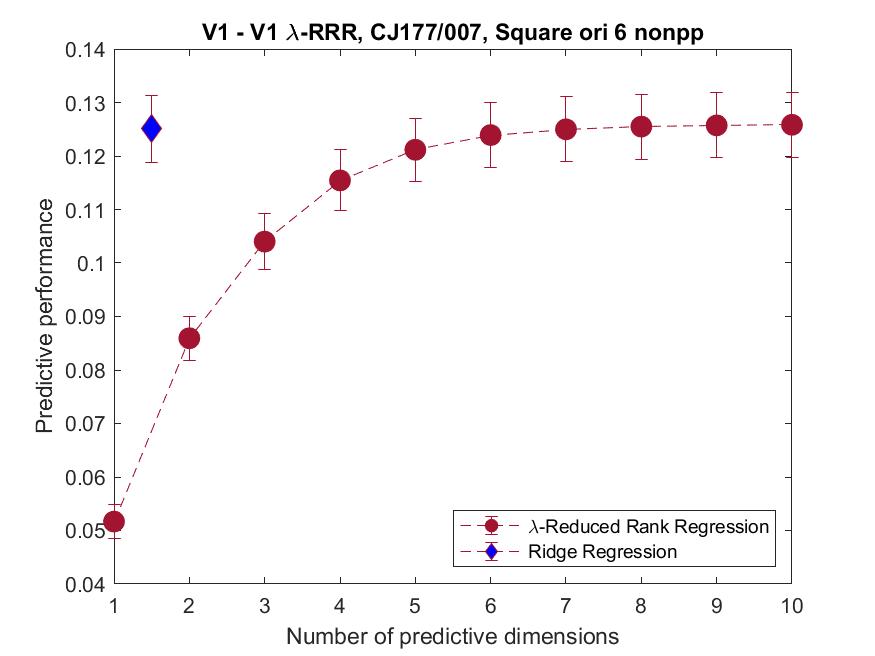 V1 - V1 λ-RRR, CJ177/007, Square ori 6 nonpp
0.14
0.13
0.12
0.11
0.1
0.09
0.08
0.07
0.06
0.05
0.04
Predictive performance
λ-Reduced Rank Regression
Ridge Regression
1 2 3 4 5 6 7 8 9 10
Number of predictive dimensions